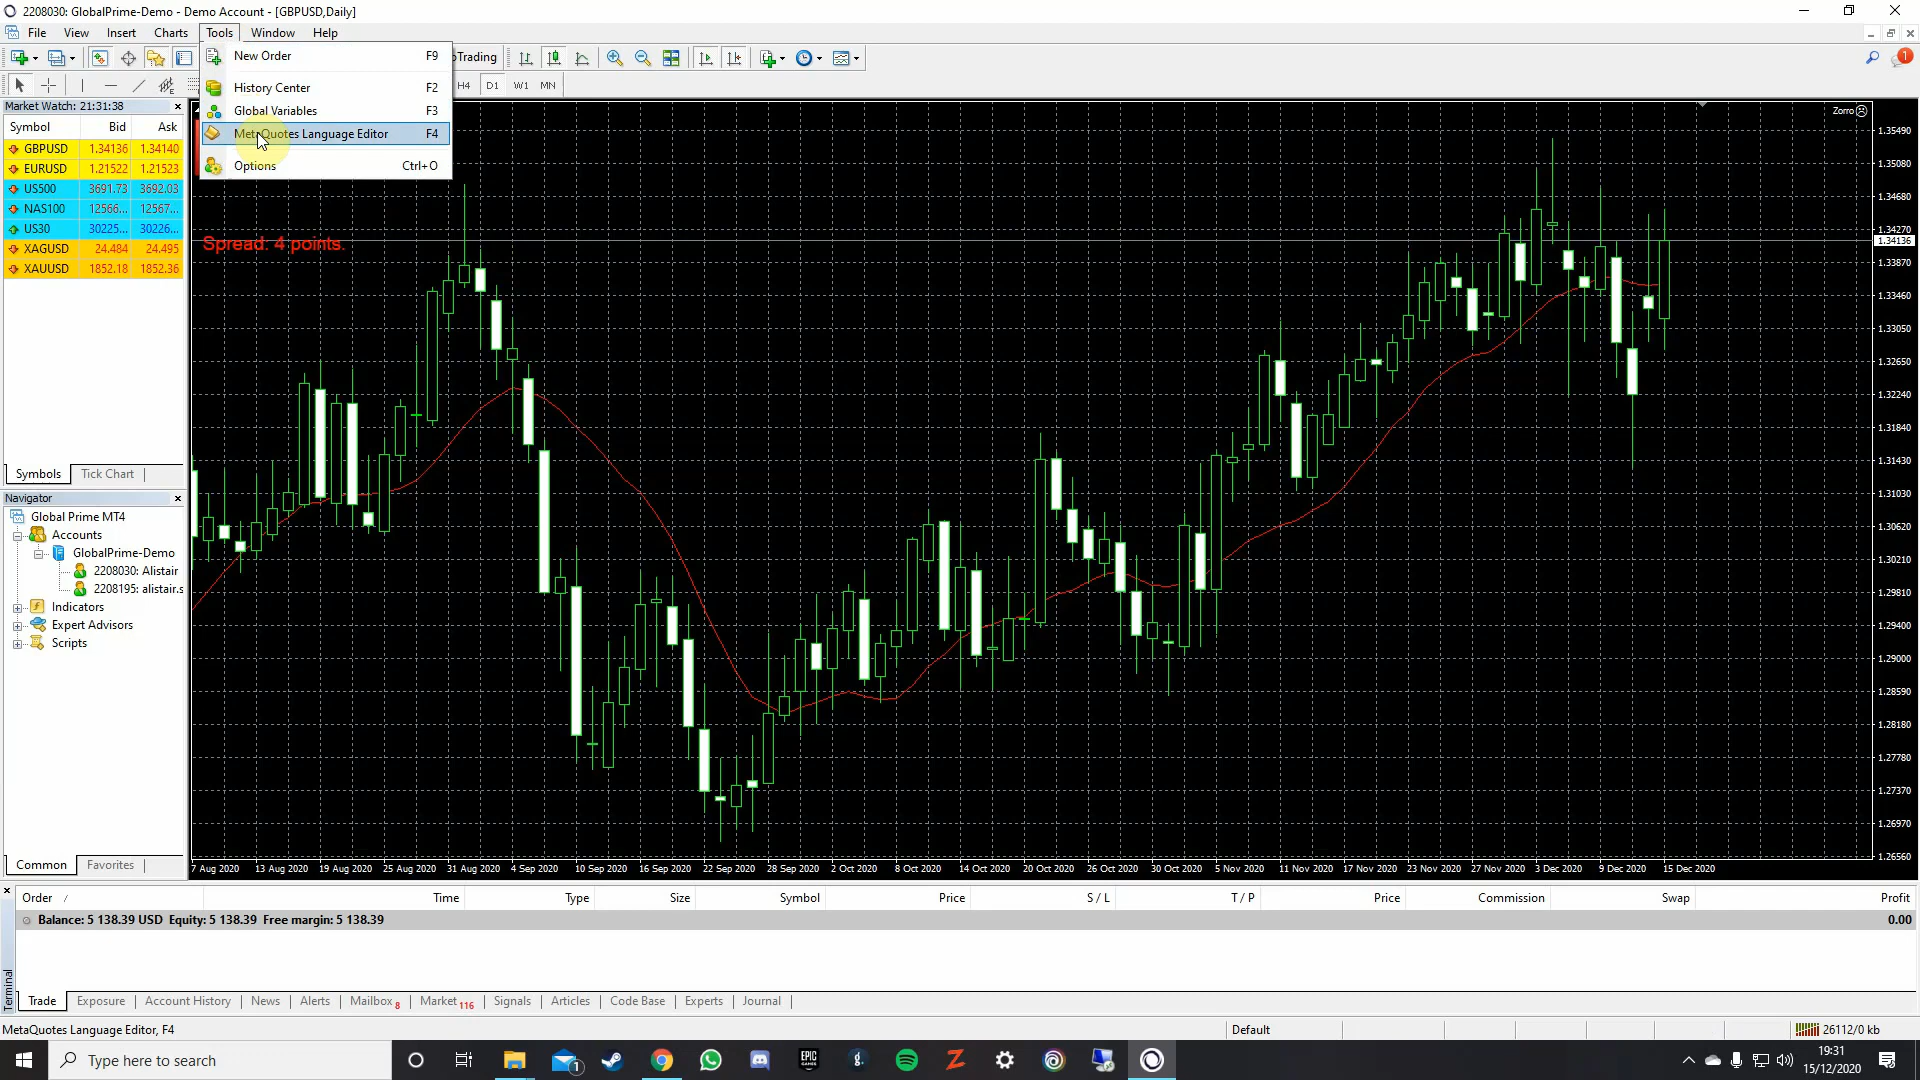 2208030: GlobalPrime-Demo - Demo Account - [GBPUSD,Daily]
File View Insert Charts Tools Window Help
New Order F9
History Center F2
Global Variables F3
MetaQuotes Language Editor F4
Options Ctrl+O
Trading
1
H4 D1 W1 MN
Market Watch: 21:31:38
Symbol Bid Ask
GBPUSD 1.34136 1.34140
EURUSD 1.21522 1.21523
US500 3691.73 3692.03
NAS100 12566... 12567...
US30 30225... 30226...
XAGUSD 24.484 24.495
XAUUSD 1852.18 1852.36
Symbols Tick Chart
Navigator
Global Prime MT4
Accounts
GlobalPrime-Demo
2208030: Alistair
2208195: alistair.s
Indicators
Expert Advisors
Scripts
Common Favorites
Zorro
Spread: 4 points.
1.35490
1.35080
1.34680
1.34270
1.34136
1.33870
1.33460
1.33050
1.32650
1.32240
1.31840
1.31430
1.31030
1.30620
1.30210
1.29810
1.29400
1.29000
1.28590
1.28180
1.27780
1.27370
1.26970
1.26560
7 Aug 2020 13 Aug 2020 19 Aug 2020 25 Aug 2020 31 Aug 2020 4 Sep 2020 10 Sep 2020 16 Sep 2020 22 Sep 2020 28 Sep 2020 2 Oct 2020 8 Oct 2020 14 Oct 2020 20 Oct 2020 26 Oct 2020 30 Oct 2020 5 Nov 2020 11 Nov 2020 17 Nov 2020 23 Nov 2020 27 Nov 2020 3 Dec 2020 9 Dec 2020 15 Dec 2020
Order / Time Type Size Symbol Price S / L T / P Price Commission Swap Profit
Balance: 5 138.39 USD Equity: 5 138.39 Free margin: 5 138.39 0.00
Terminal
Trade Exposure Account History News Alerts Mailbox 8 Market 116 Signals Articles Code Base Experts Journal
MetaQuotes Language Editor, F4 Default 26112/0 kb
Type here to search
1
EPIC GAMES
g.
19:31
15/12/2020